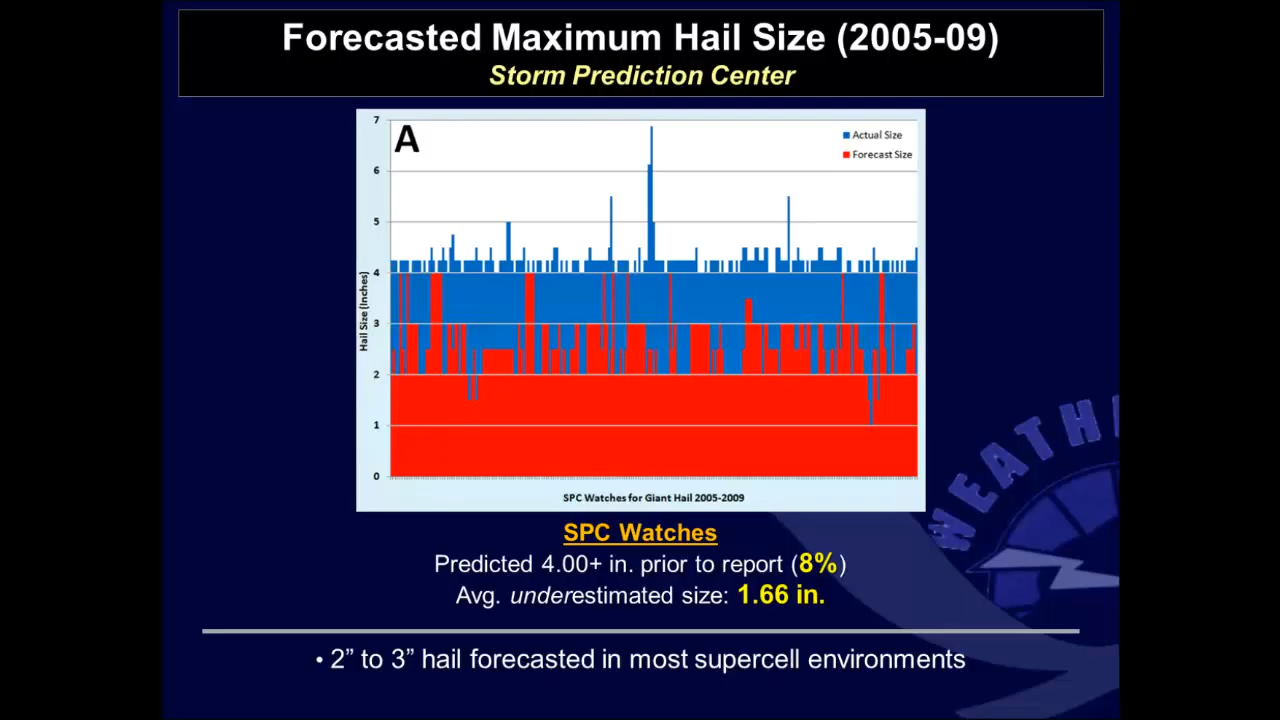 Forecasted Maximum Hail Size (2005-09)
Storm Prediction Center
A
Actual Size
Forecast Size
7
6
5
4
3
2
1
0
Hail Size (Inches)
SPC Watches for Giant Hail 2005-2009
SPC Watches
Predicted 4.00+ in. prior to report (8%)
Avg. underestimated size: 1.66 in.
• 2” to 3” hail forecasted in most supercell environments
WEATH